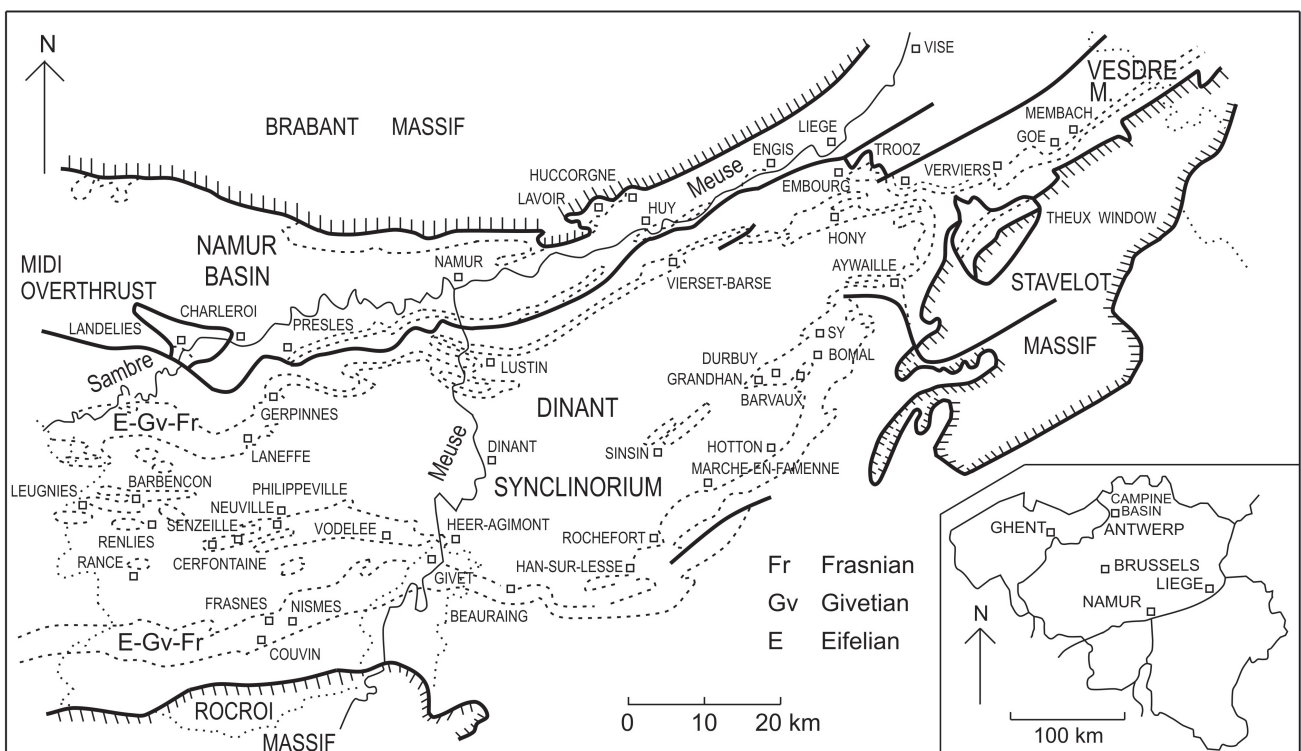 N
VISE
BRABANT MASSIF
VESDRE
M.
MEMBACH
GOE
LIEGE
ENGIS
TROOZ
Meuse
HUCCORGNE
EMBOURG
VERVIERS
LAVOIR
HUY
THEUX WINDOW
NAMUR
BASIN
HONY
MIDI
OVERTHRUST
NAMUR
AYWAILLE
VIERSET-BARSE
STAVELOT
CHARLEROI
LANDELIES
PRESLES
SY
MASSIF
Sambre
LUSTIN
DURBUY
BOMAL
GRANDHAN
BARVAUX
E-Gv-Fr
GERPINNES
DINANT
Meuse
DINANT
LANEFFE
SINSIN
HOTTON
MARCHE-EN-FAMENNE
SYNCLINORIUM
LEUGNIES
BARBENCON
PHILIPPEVILLE
NEUVILLE
SENZEILLE
VODELEE
HEER-AGIMONT
RENLIES
ROCHEFORT
RANCE
CERFONTAINE
HAN-SUR-LESSE
GIVET
FRASNES
NISMES
BEAURAING
E-Gv-Fr
COUVIN
ROCROI
MASSIF
Fr Frasnian
Gv Givetian
E Eifelian
0 10 20 km
CAMPINE
BASIN
GHENT
ANTWERP
BRUSSELS
LIEGE
NAMUR
N
100 km